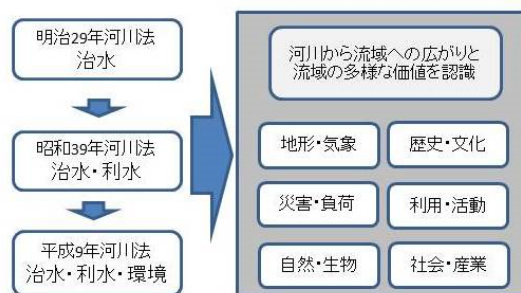 明治29年河川法
治水
昭和39年河川法
治水・利水
平成9年河川法
治水・利水・環境
河川から流域への広がりと
流域の多様な価値を認識
地形・気象
歴史・文化
災害・負荷
利用・活動
自然・生物
社会・産業